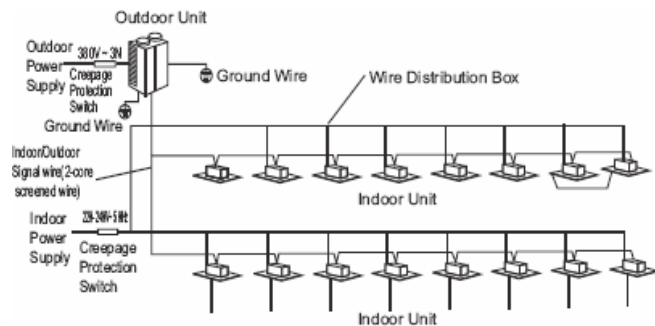 Outdoor Unit
Outdoor
Power
Supply
380V ~ 3N
Creepage
Protection
Switch
Ground Wire
Ground Wire
Wire Distribution Box
Indoor/Outdoor
Signal wire(2-core
screened wire)
Indoor Unit
Indoor
Power
Supply
Creepage
Protection
Switch
Indoor Unit